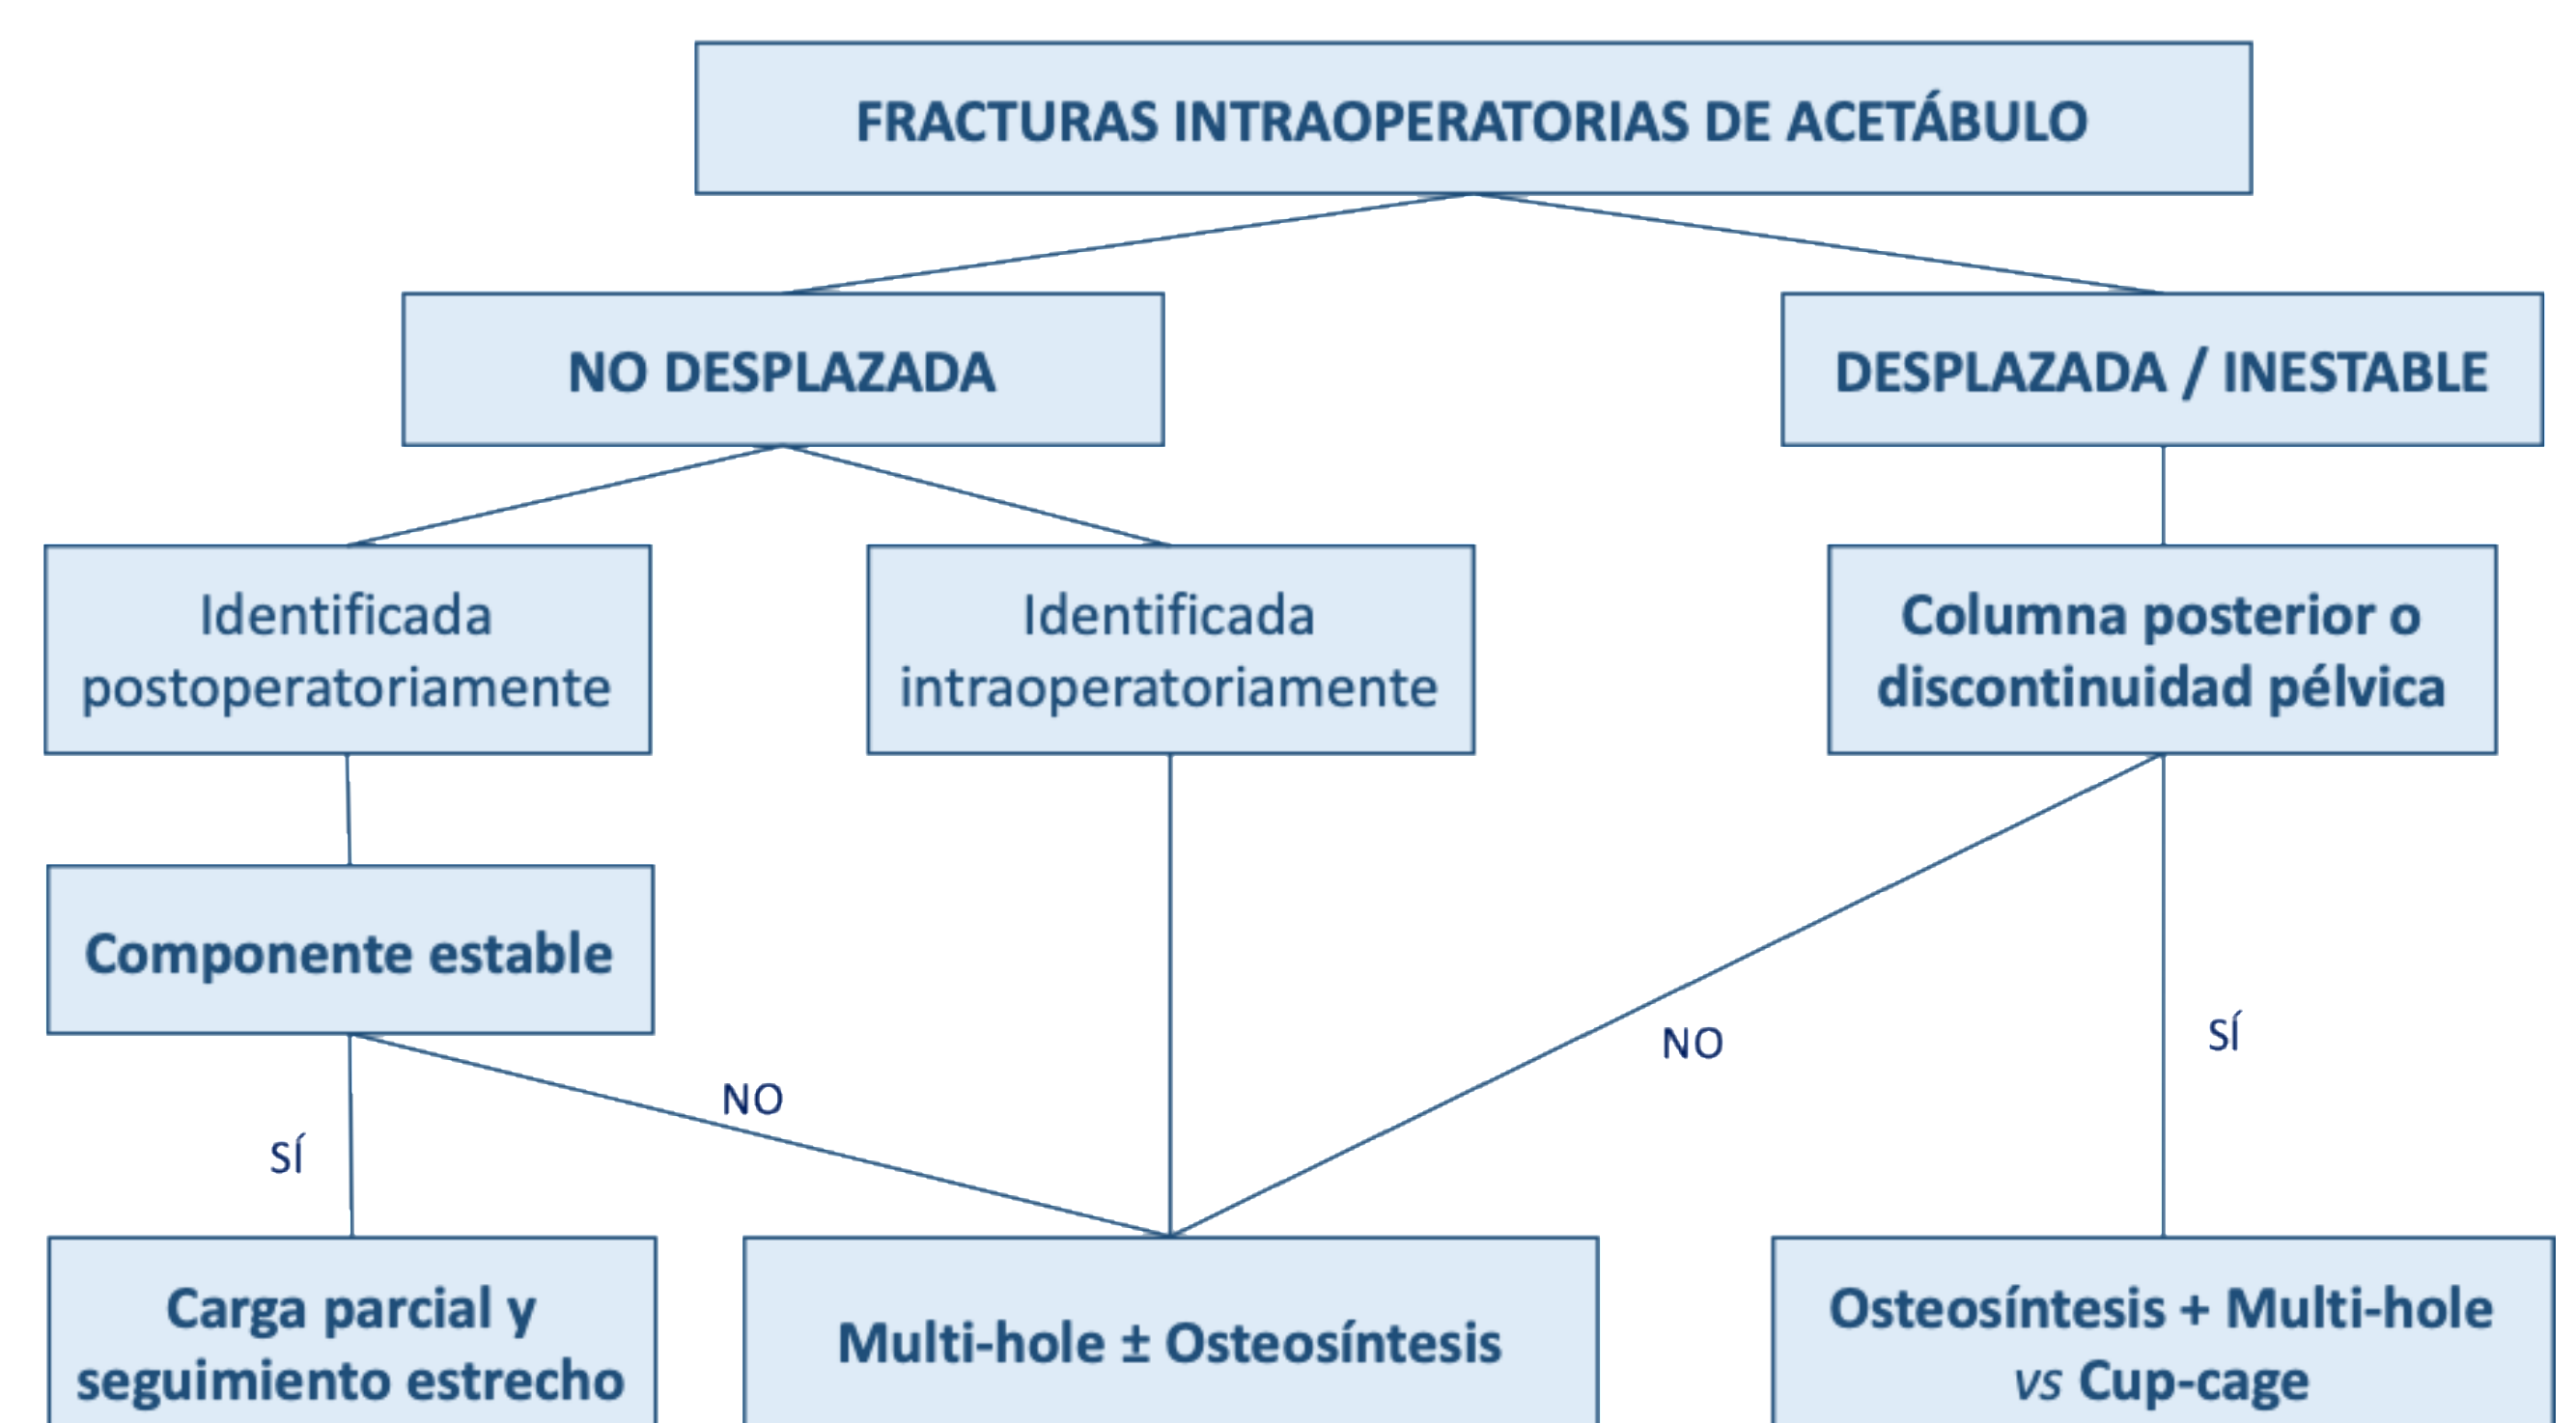 FRACTURAS INTRAOPERATORIAS DE ACETÁBULO
NO DESPLAZADA
DESPLAZADA / INESTABLE
Identificada
postoperatoriamente
Identificada
intraoperatoriamente
Columna posterior o
discontinuidad pélvica
Componente estable
NO
SÍ
NO
SÍ
Carga parcial y
seguimiento estrecho
Multi-hole ± Osteosíntesis
Osteosíntesis + Multi-hole
vs Cup-cage